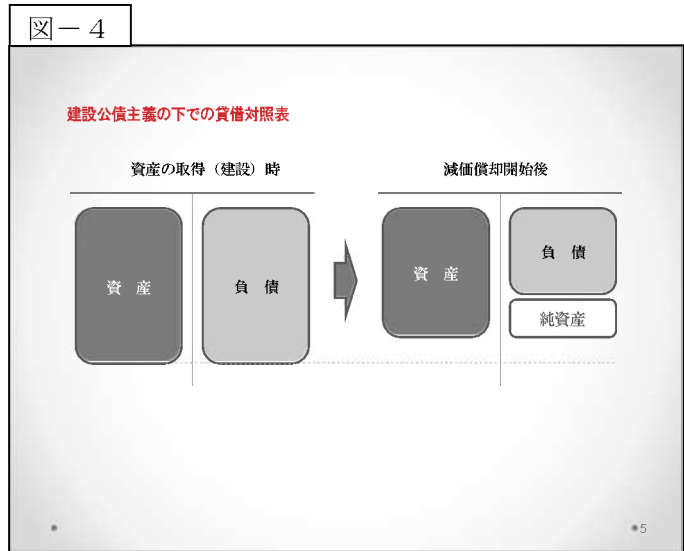 図－４
建設公債主義の下での貸借対照表
資産の取得（建設）時
減価償却開始後
資　産
負　債
資　産
負　債
純資産
5